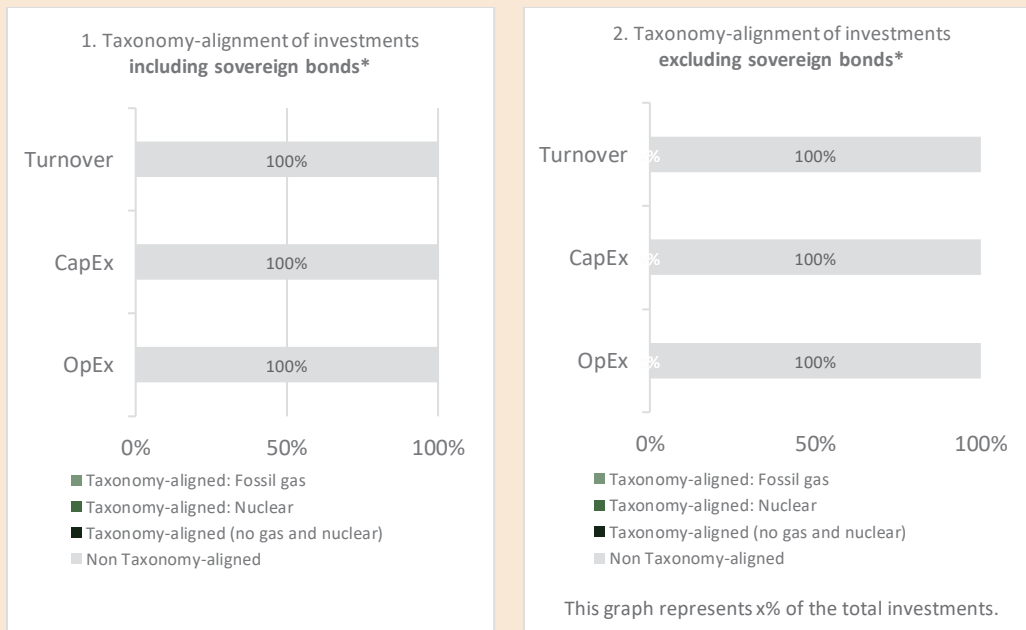 1. Taxonomy-alignment of investments
including sovereign bonds*
Turnover
100%
CapEx
100%
OpEx
100%
0%
50%
100%
Taxonomy-aligned: Fossil gas
Taxonomy-aligned: Nuclear
Taxonomy-aligned (no gas and nuclear)
Non Taxonomy-aligned
2. Taxonomy-alignment of investments
excluding sovereign bonds*
Turnover
%
100%
CapEx
%
100%
OpEx
%
100%
0%
50%
100%
Taxonomy-aligned: Fossil gas
Taxonomy-aligned: Nuclear
Taxonomy-aligned (no gas and nuclear)
Non Taxonomy-aligned
This graph represents x% of the total investments.